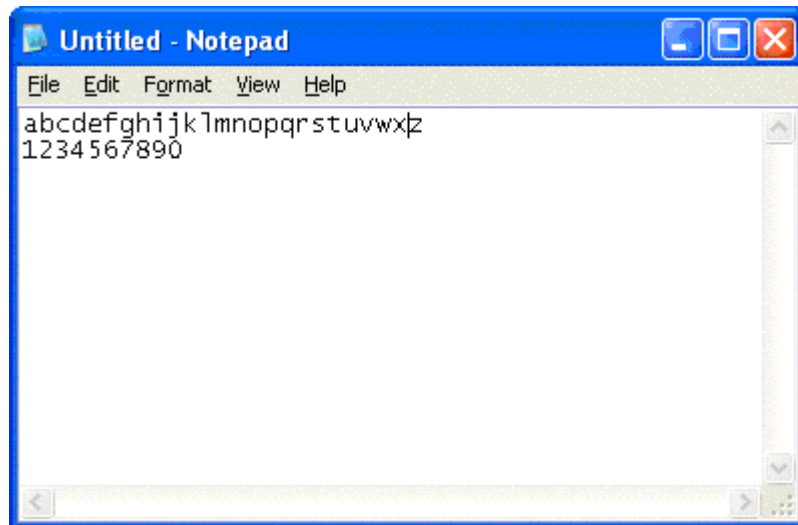 Untitled - Notepad
File Edit Format View Help
abcdefghijklmnopqrstuvwxz
1234567890